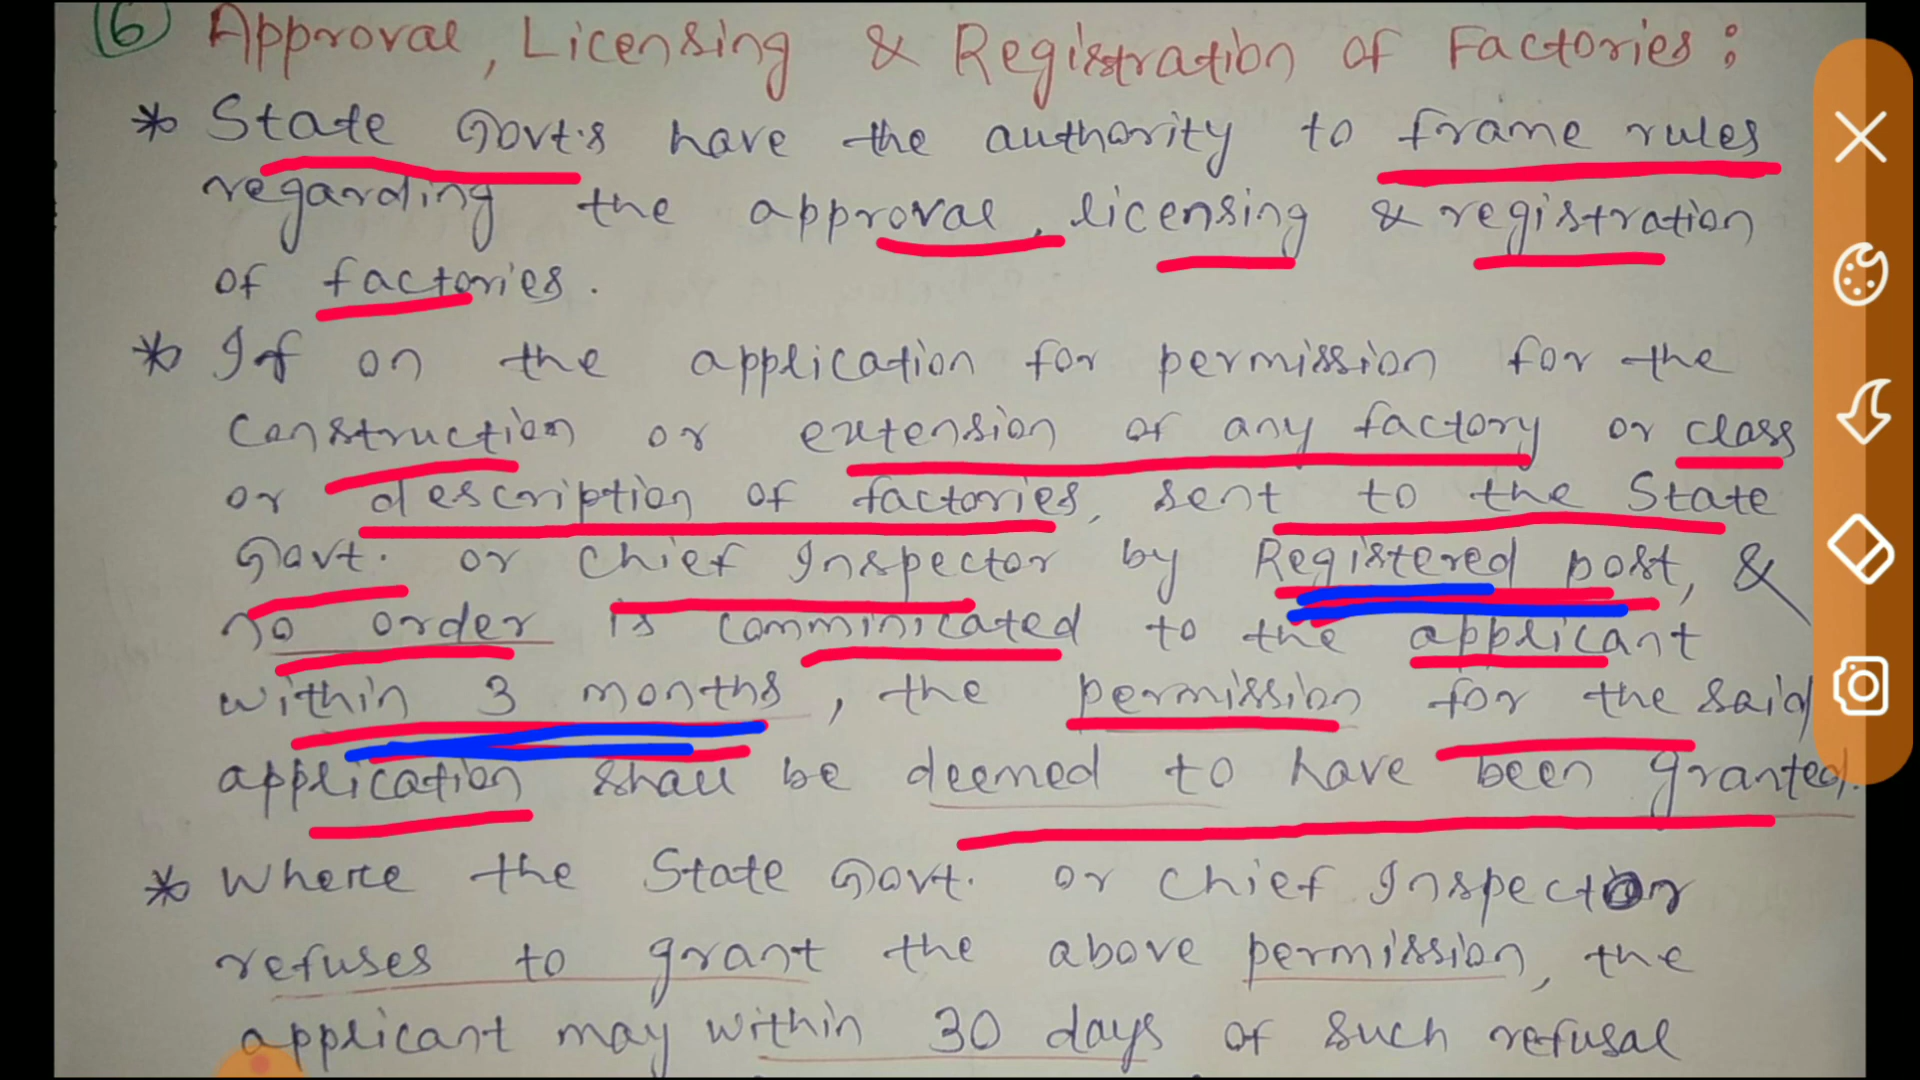 6 Approval, Licensing & Registration of Factories :
* State Govt's have the authority to frame rules
regarding the approval, licensing & registration
of factories.
* If on the application for permission for the
construction or extension of any factory or class
or description of factories, sent to the State
Govt. or Chief Inspector by Registered post, &
no order is comminicated to the applicant
within 3 months, the permission for the said
application shall be deemed to have been granted.
* Where the State Govt. or Chief Inspector
refuses to grant the above permission, the
applicant may within 30 days of such refusal